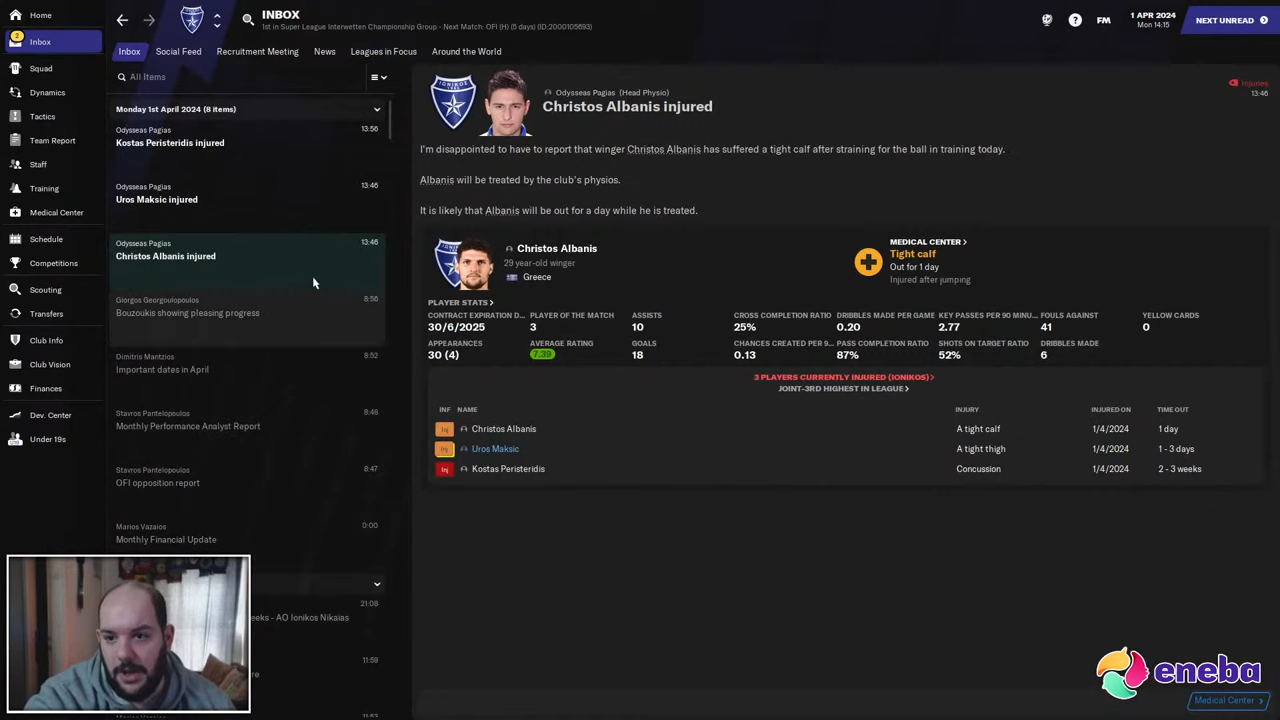 Home
2
Inbox
Squad
Dynamics
Tactics
Team Report
Staff
Training
Medical Center
Schedule
Competitions
Scouting
Transfers
Club Info
Club Vision
Finances
Dev. Center
Under 19s
INBOX
1st in Super League Interwetten Championship Group - Next Match: OFI (H) (5 days) (ID:2000105693)
FM
1 APR 2024
Mon 14:15
NEXT UNREAD
Inbox
Social Feed
Recruitment Meeting
News
Leagues in Focus
Around the World
All Items
Monday 1st April 2024 (8 items)
Odysseas Pagias 13:56
Kostas Peristeridis injured
Odysseas Pagias 13:46
Uros Maksic injured
Odysseas Pagias 13:46
Christos Albanis injured
Giorgos Georgoulopoulos 8:56
Bouzoukis showing pleasing progress
Dimitris Mantzios 8:52
Important dates in April
Stavros Pantelopoulos 8:48
Monthly Performance Analyst Report
Stavros Pantelopoulos 8:47
OFI opposition report
Marios Vazaios 0:00
Monthly Financial Update
21:08
eeks - AO Ionikos Nikaias
11:59
IONIKOS
Odysseas Pagias (Head Physio)
Christos Albanis injured
Injuries
13:46
I'm disappointed to have to report that winger Christos Albanis has suffered a tight calf after straining for the ball in training today.
Albanis will be treated by the club's physios.
It is likely that Albanis will be out for a day while he is treated.
Christos Albanis
29 year-old winger
Greece
MEDICAL CENTER >
Tight calf
Out for 1 day
Injured after jumping
PLAYER STATS >
CONTRACT EXPIRATION D... PLAYER OF THE MATCH ASSISTS CROSS COMPLETION RATIO DRIBBLES MADE PER GAME KEY PASSES PER 90 MINU... FOULS AGAINST YELLOW CARDS
30/6/2025 3 10 25% 0.20 2.77 41 0
APPEARANCES AVERAGE RATING GOALS CHANCES CREATED PER 9... PASS COMPLETION RATIO SHOTS ON TARGET RATIO DRIBBLES MADE
30 (4) 7.39 18 0.13 87% 52% 6
3 PLAYERS CURRENTLY INJURED (IONIKOS) >
JOINT-3RD HIGHEST IN LEAGUE >
INF NAME INJURY INJURED ON TIME OUT
Inj Christos Albanis A tight calf 1/4/2024 1 day
Inj Uros Maksic A tight thigh 1/4/2024 1 - 3 days
Inj Kostas Peristeridis Concussion 1/4/2024 2 - 3 weeks
eneba
Medical Center >